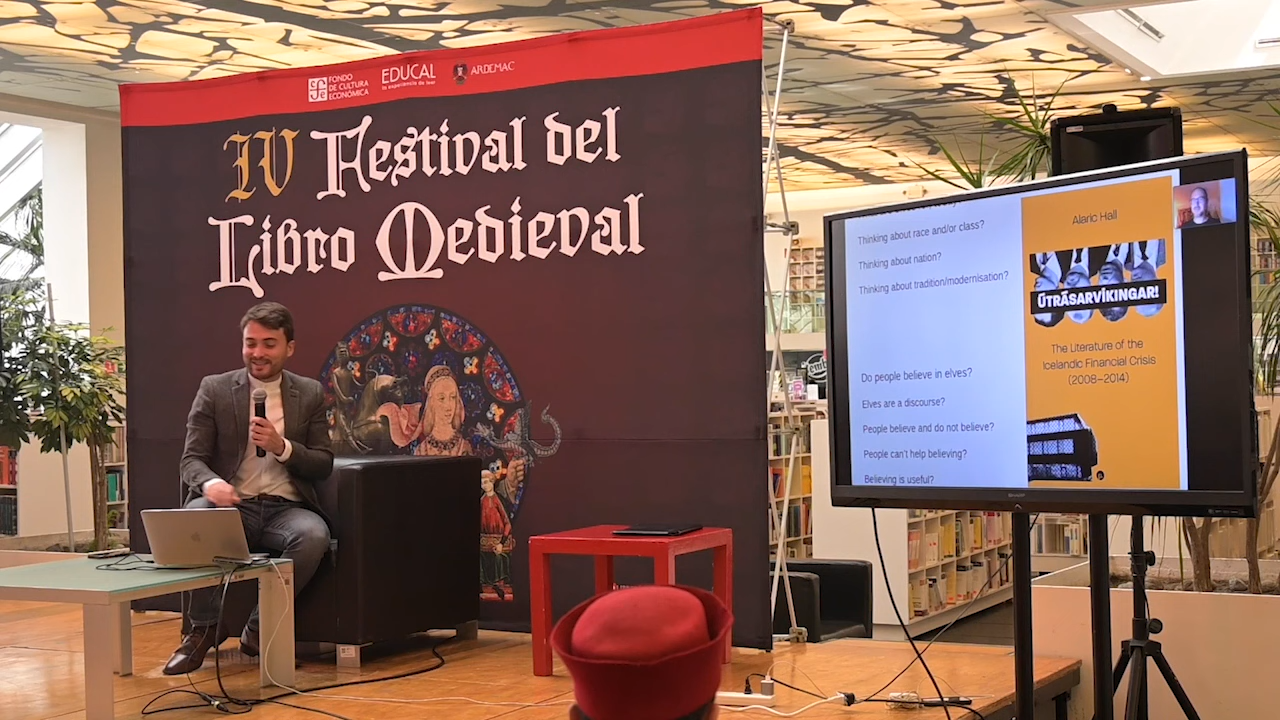 FONDO
DE CULTURA
ECONÓMICA
EDUCAL
tu experiencia de leer
ARDEMAC
IV Festival del
Libro Medieval
Thinking about race and/or class?
Thinking about nation?
Thinking about tradition/modernisation?
Do people believe in elves?
Elves are a discourse?
People believe and do not believe?
People can't help believing?
Believing is useful?
Alaric Hall
ÚTRÁSARVÍKINGAR!
The Literature of the
Icelandic Financial Crisis
(2008–2014)
SHARP